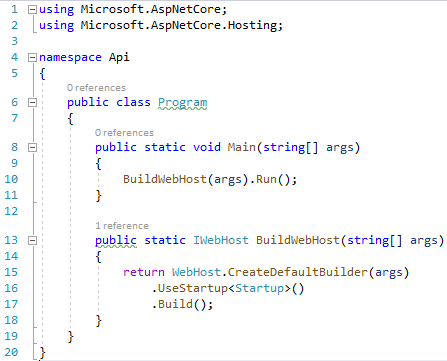 1 using Microsoft.AspNetCore;
2 using Microsoft.AspNetCore.Hosting;
3
4 namespace Api
5 {
0 references
6 public class Program
7 {
0 references
8 public static void Main(string[] args)
9 {
10 BuildWebHost(args).Run();
11 }
12
1 reference
13 public static IWebHost BuildWebHost(string[] args)
14 {
15 return WebHost.CreateDefaultBuilder(args)
16 .UseStartup<Startup>()
17 .Build();
18 }
19 }
20 }